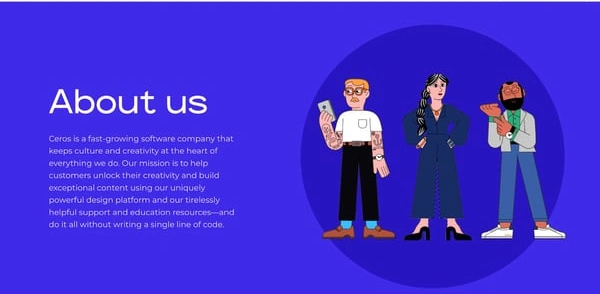 About us
Ceros is a fast-growing software company that
keeps culture and creativity at the heart of
everything we do. Our mission is to help
customers unlock their creativity and build
exceptional content using our uniquely
powerful design platform and our tirelessly
helpful support and education resources—and
do it all without writing a single line of code.